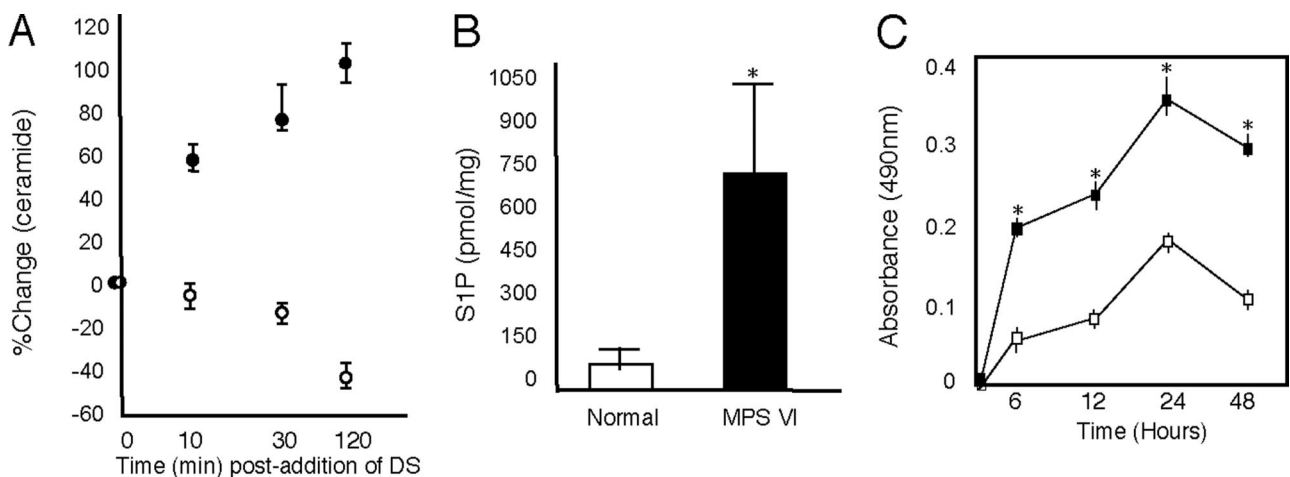 A
%Change (ceramide)
120
100
80
60
40
20
0
-20
-40
-60
0 10 30 120
Time (min) post-addition of DS
B
S1P (pmol/mg)
1050
900
750
600
450
300
150
0
*
Normal MPS VI
C
Absorbance (490nm)
0.4
0.3
0.2
0.1
0
* * * *
6 12 24 48
Time (Hours)